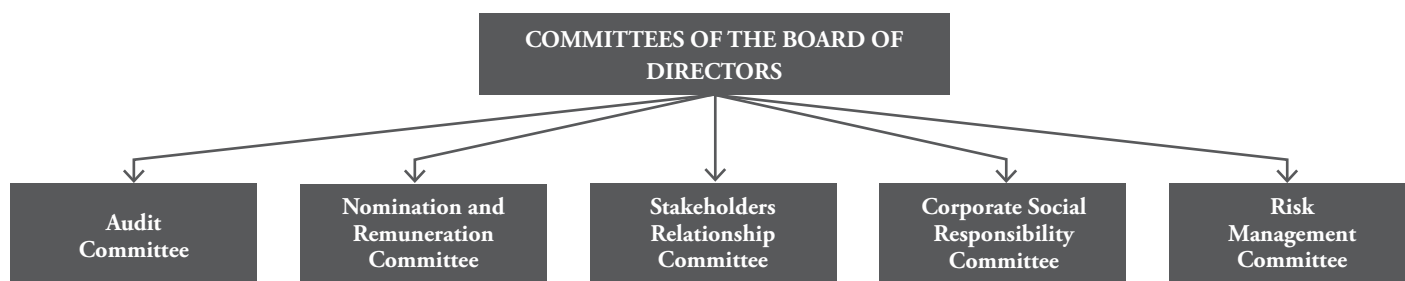 COMMITTEES OF THE BOARD OF
DIRECTORS
Audit
Committee
Nomination and
Remuneration
Committee
Stakeholders
Relationship
Committee
Corporate Social
Responsibility
Committee
Risk
Management
Committee